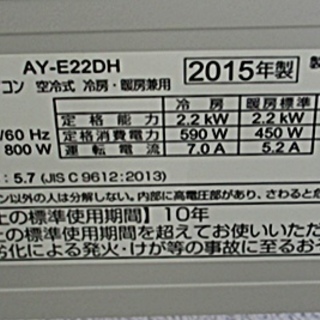 AY-E22DH 2015年製
コン 空冷式 冷房・暖房兼用
冷房 暖房標準
定格能力 2.2 kW 2.2 kW
/60 Hz 定格消費電力 590 W 450 W
800 W 運転電流 7.0 A 5.2 A
: 5.7 (JIS C 9612:2013)
ン以外の人は分解しない。内部に高電圧部があり、さわると危
上の標準使用期間】10年
上の標準使用期間を超えてお使いいただ
劣化による発火・けが等の事故に至るおそ